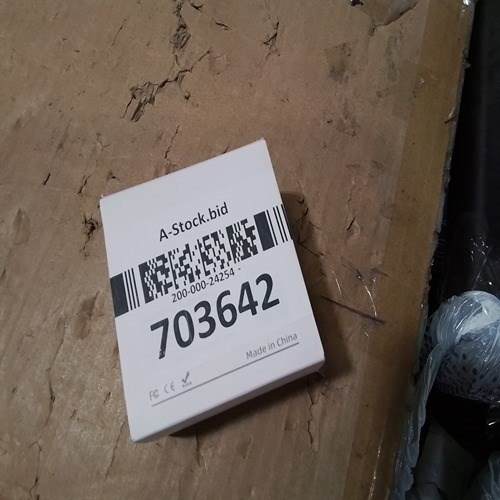 A-Stock.bid
200-000-24254 -
703642
Made in China
FC CE